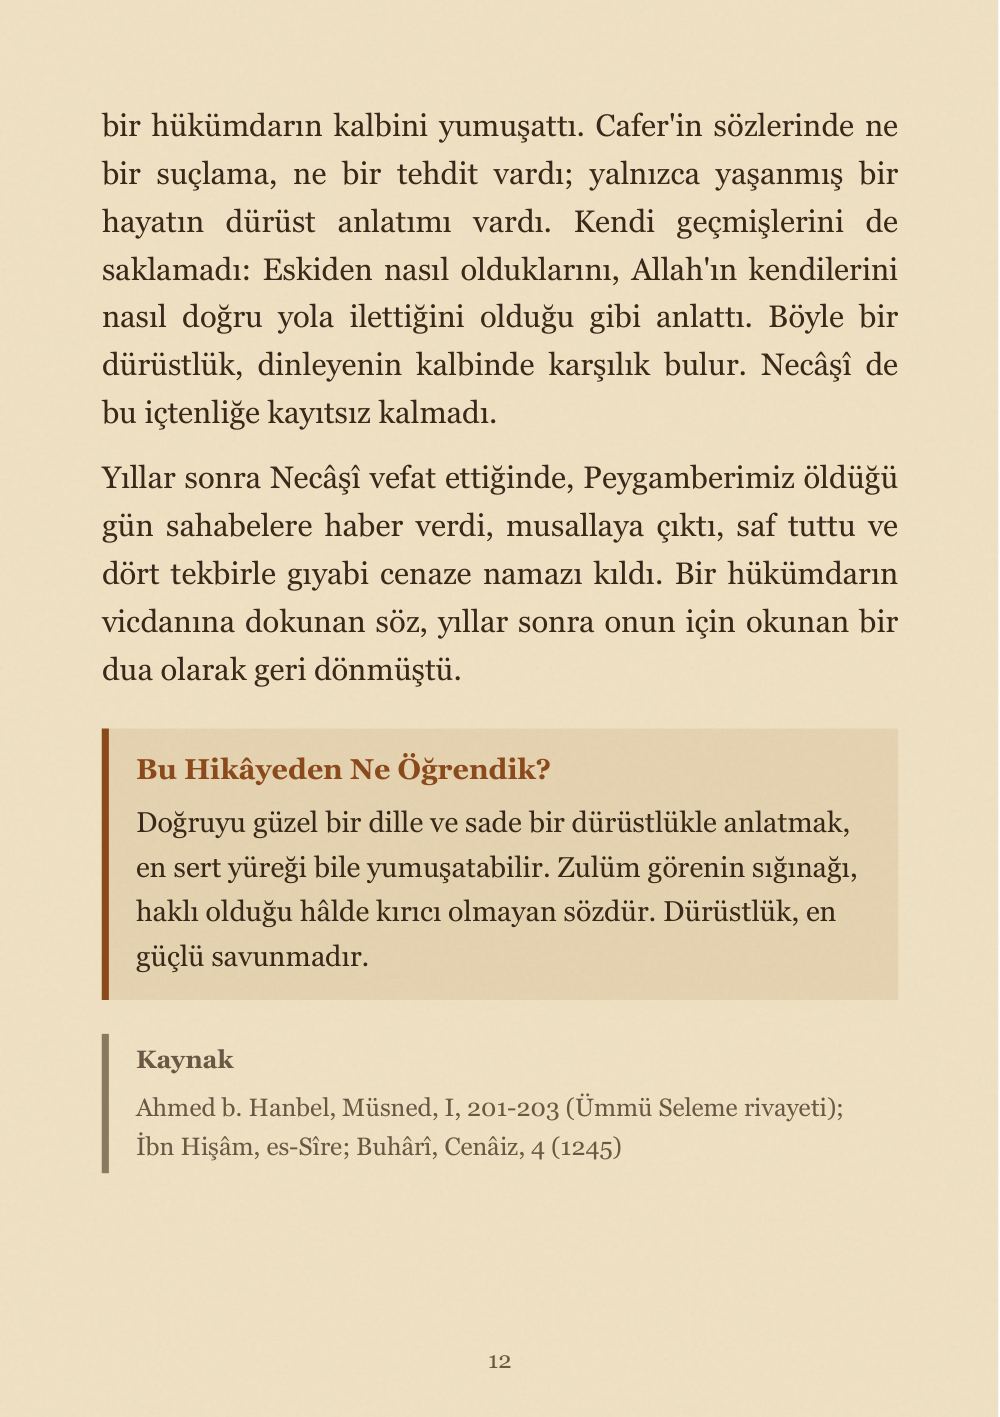 bir hükümdarın kalbini yumuşattı. Cafer'in sözlerinde ne
bir suçlama, ne bir tehdit vardı; yalnızca yaşanmış bir
hayatın dürüst anlatımı vardı. Kendi geçmişlerini de
saklamadı: Eskiden nasıl olduklarını, Allah'ın kendilerini
nasıl doğru yola ilettiğini olduğu gibi anlattı. Böyle bir
dürüstlük, dinleyenin kalbinde karşılık bulur. Necâşî de
bu içtenliğe kayıtsız kalmadı.
Yıllar sonra Necâşî vefat ettiğinde, Peygamberimiz öldüğü
gün sahabelere haber verdi, musallaya çıktı, saf tuttu ve
dört tekbirle gıyabi cenaze namazı kıldı. Bir hükümdarın
vicdanına dokunan söz, yıllar sonra onun için okunan bir
dua olarak geri dönmüştü.
Bu Hikâyeden Ne Öğrendik?
Doğruyu güzel bir dille ve sade bir dürüstlükle anlatmak,
en sert yüreği bile yumuşatabilir. Zulüm görenin sığınağı,
haklı olduğu hâlde kırıcı olmayan sözdür. Dürüstlük, en
güçlü savunmadır.
Kaynak
Ahmed b. Hanbel, Müsned, I, 201-203 (Ümmü Seleme rivayeti);
İbn Hişâm, es-Sîre; Buhârî, Cenâiz, 4 (1245)
12